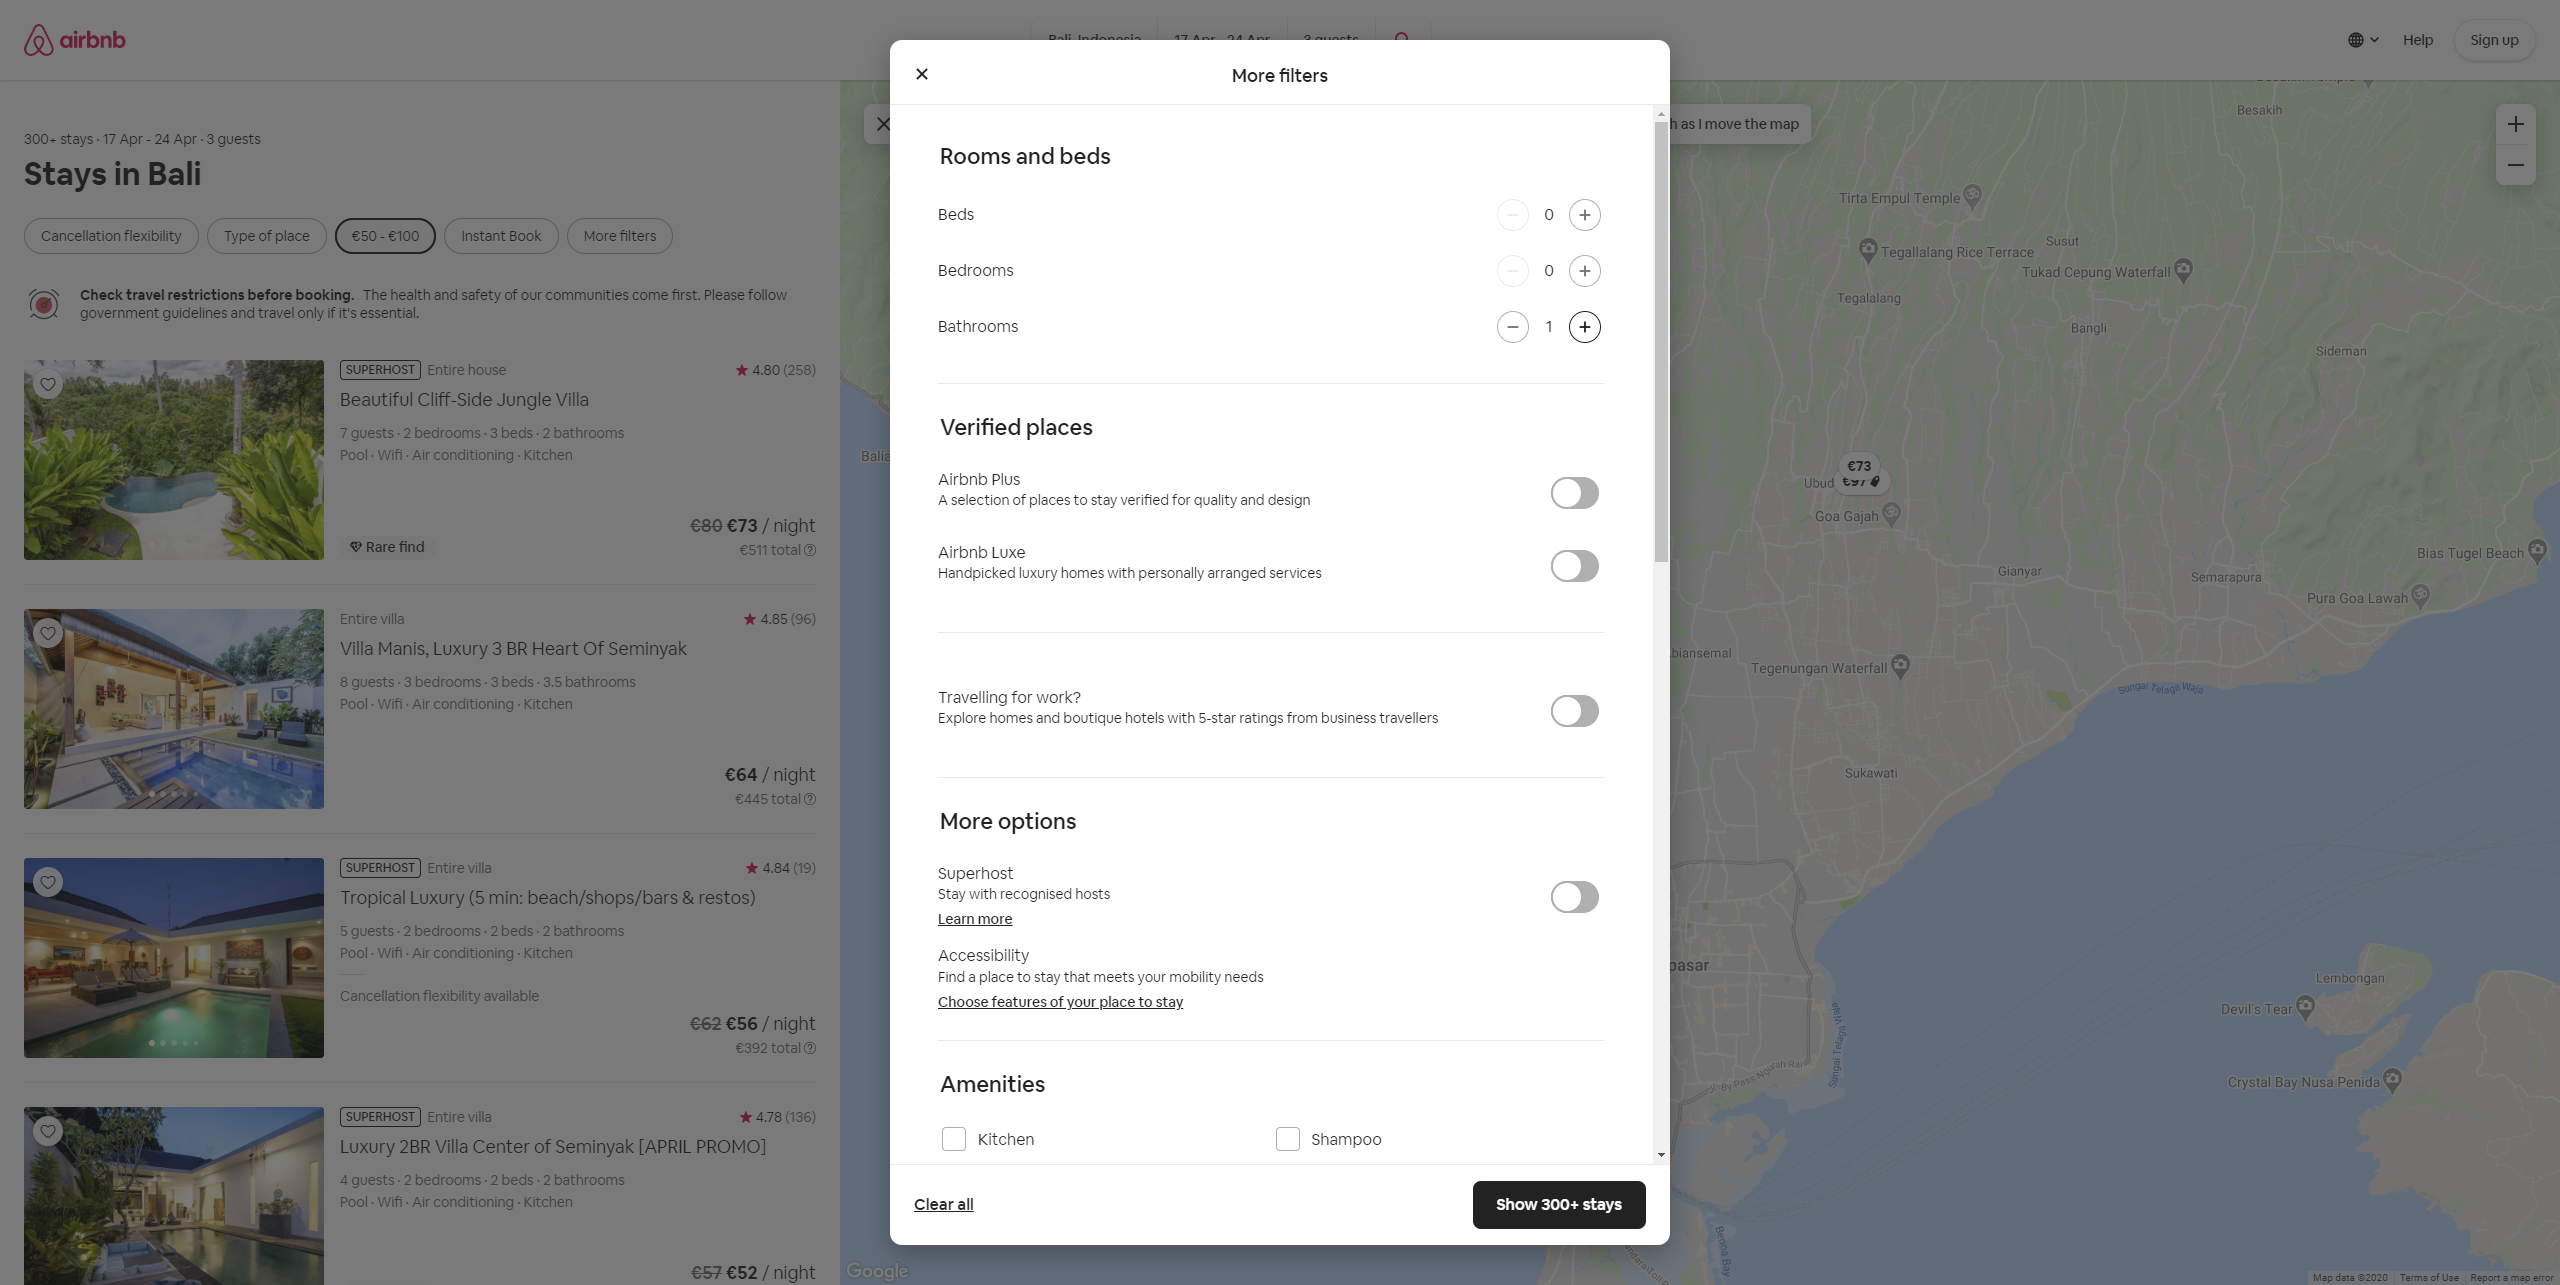 airbnb
Help
Sign up
300+ stays · 17 Apr - 24 Apr · 3 guests
Stays in Bali
Cancellation flexibility
Type of place
€50 - €100
Instant Book
More filters
Check travel restrictions before booking. The health and safety of our communities come first. Please follow
government guidelines and travel only if it's essential.
SUPERHOST Entire house 4.80 (258)
Beautiful Cliff-Side Jungle Villa
7 guests · 2 bedrooms · 3 beds · 2 bathrooms
Pool · Wifi · Air conditioning · Kitchen
€80 €73 / night
Rare find
€511 total
Entire villa 4.85 (96)
Villa Manis, Luxury 3 BR Heart Of Seminyak
8 guests · 3 bedrooms · 3 beds · 3.5 bathrooms
Pool · Wifi · Air conditioning · Kitchen
€64 / night
€445 total
SUPERHOST Entire villa 4.84 (19)
Tropical Luxury (5 min: beach/shops/bars & restos)
5 guests · 2 bedrooms · 2 beds · 2 bathrooms
Pool · Wifi · Air conditioning · Kitchen
Cancellation flexibility available
€62 €56 / night
€392 total
SUPERHOST Entire villa 4.78 (136)
Luxury 2BR Villa Center of Seminyak [APRIL PROMO]
4 guests · 2 bedrooms · 2 beds · 2 bathrooms
Pool · Wifi · Air conditioning · Kitchen
€57 €52 / night
More filters
Rooms and beds
Beds 0
Bedrooms 0
Bathrooms 1
Verified places
Airbnb Plus
A selection of places to stay verified for quality and design
Airbnb Luxe
Handpicked luxury homes with personally arranged services
Travelling for work?
Explore homes and boutique hotels with 5-star ratings from business travellers
More options
Superhost
Stay with recognised hosts
Learn more
Accessibility
Find a place to stay that meets your mobility needs
Choose features of your place to stay
Amenities
Kitchen
Shampoo
Clear all
Show 300+ stays
as I move the map
Besakih
Tirta Empul Temple
Tegallalang Rice Terrace
Susut
Tukad Cepung Waterfall
Tegalalang
Bangli
Sideman
€73
€97
Ubud
Goa Gajah
Bias Tugel Beach
Gianyar
Semarapura
Pura Goa Lawah
Tegenungan Waterfall
Sungai Telaga Waja
Sukawati
Lembongan
Devil's Tear
Crystal Bay Nusa Penida
Sungai Telaga Waja
By Pass Ngurah Rai
Benoa Bay
Google
Map data ©2020
Terms of Use
Report a map error